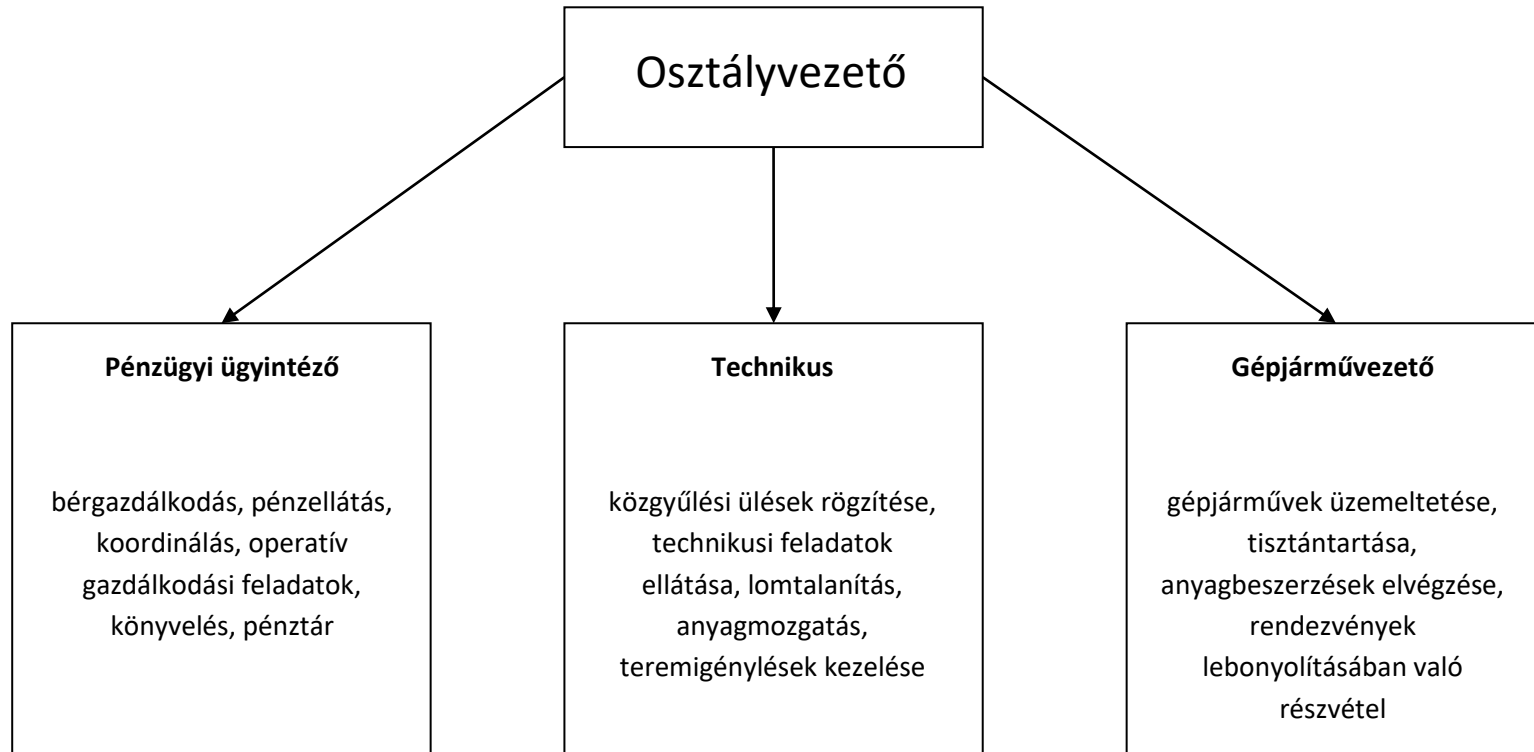 Osztályvezető
Pénzügyi ügyintéző
bérgazdálkodás, pénzellátás,
koordinálás, operatív
gazdálkodási feladatok,
könyvelés, pénztár
Technikus
közgyűlési ülések rögzítése,
technikusi feladatok
ellátása, lomtalanítás,
anyagmozgatás,
teremigénylések kezelése
Gépjárművezető
gépjárművek üzemeltetése,
tisztántartása,
anyagbeszerzések elvégzése,
rendezvények
lebonyolításában való
részvétel